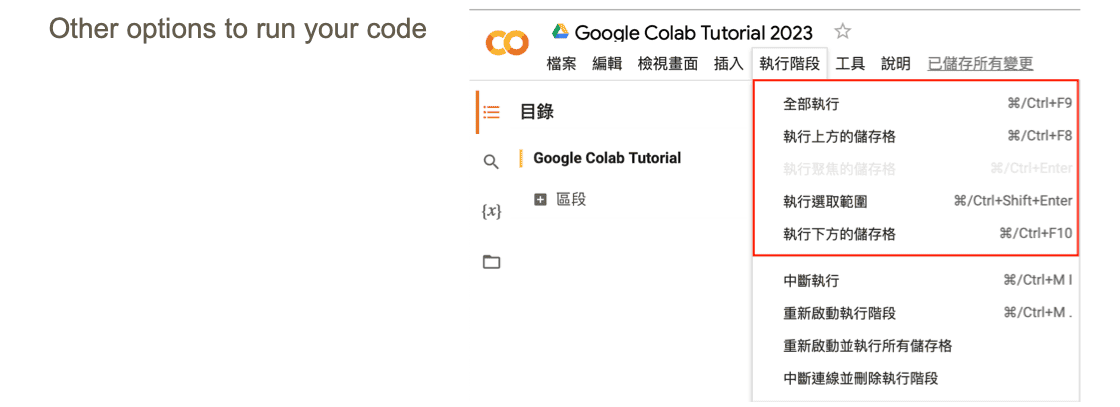 Other options to run your code
Google Colab Tutorial 2023
檔案 編輯 檢視畫面 插入 執行階段 工具 說明 已儲存所有變更
目錄
Google Colab Tutorial
區段
{x}
全部執行 ⌘/Ctrl+F9
執行上方的儲存格 ⌘/Ctrl+F8
執行聚焦的儲存格 ⌘/Ctrl+Enter
執行選取範圍 ⌘/Ctrl+Shift+Enter
執行下方的儲存格 ⌘/Ctrl+F10
中斷執行 ⌘/Ctrl+M I
重新啟動執行階段 ⌘/Ctrl+M .
重新啟動並執行所有儲存格
中斷連線並刪除執行階段